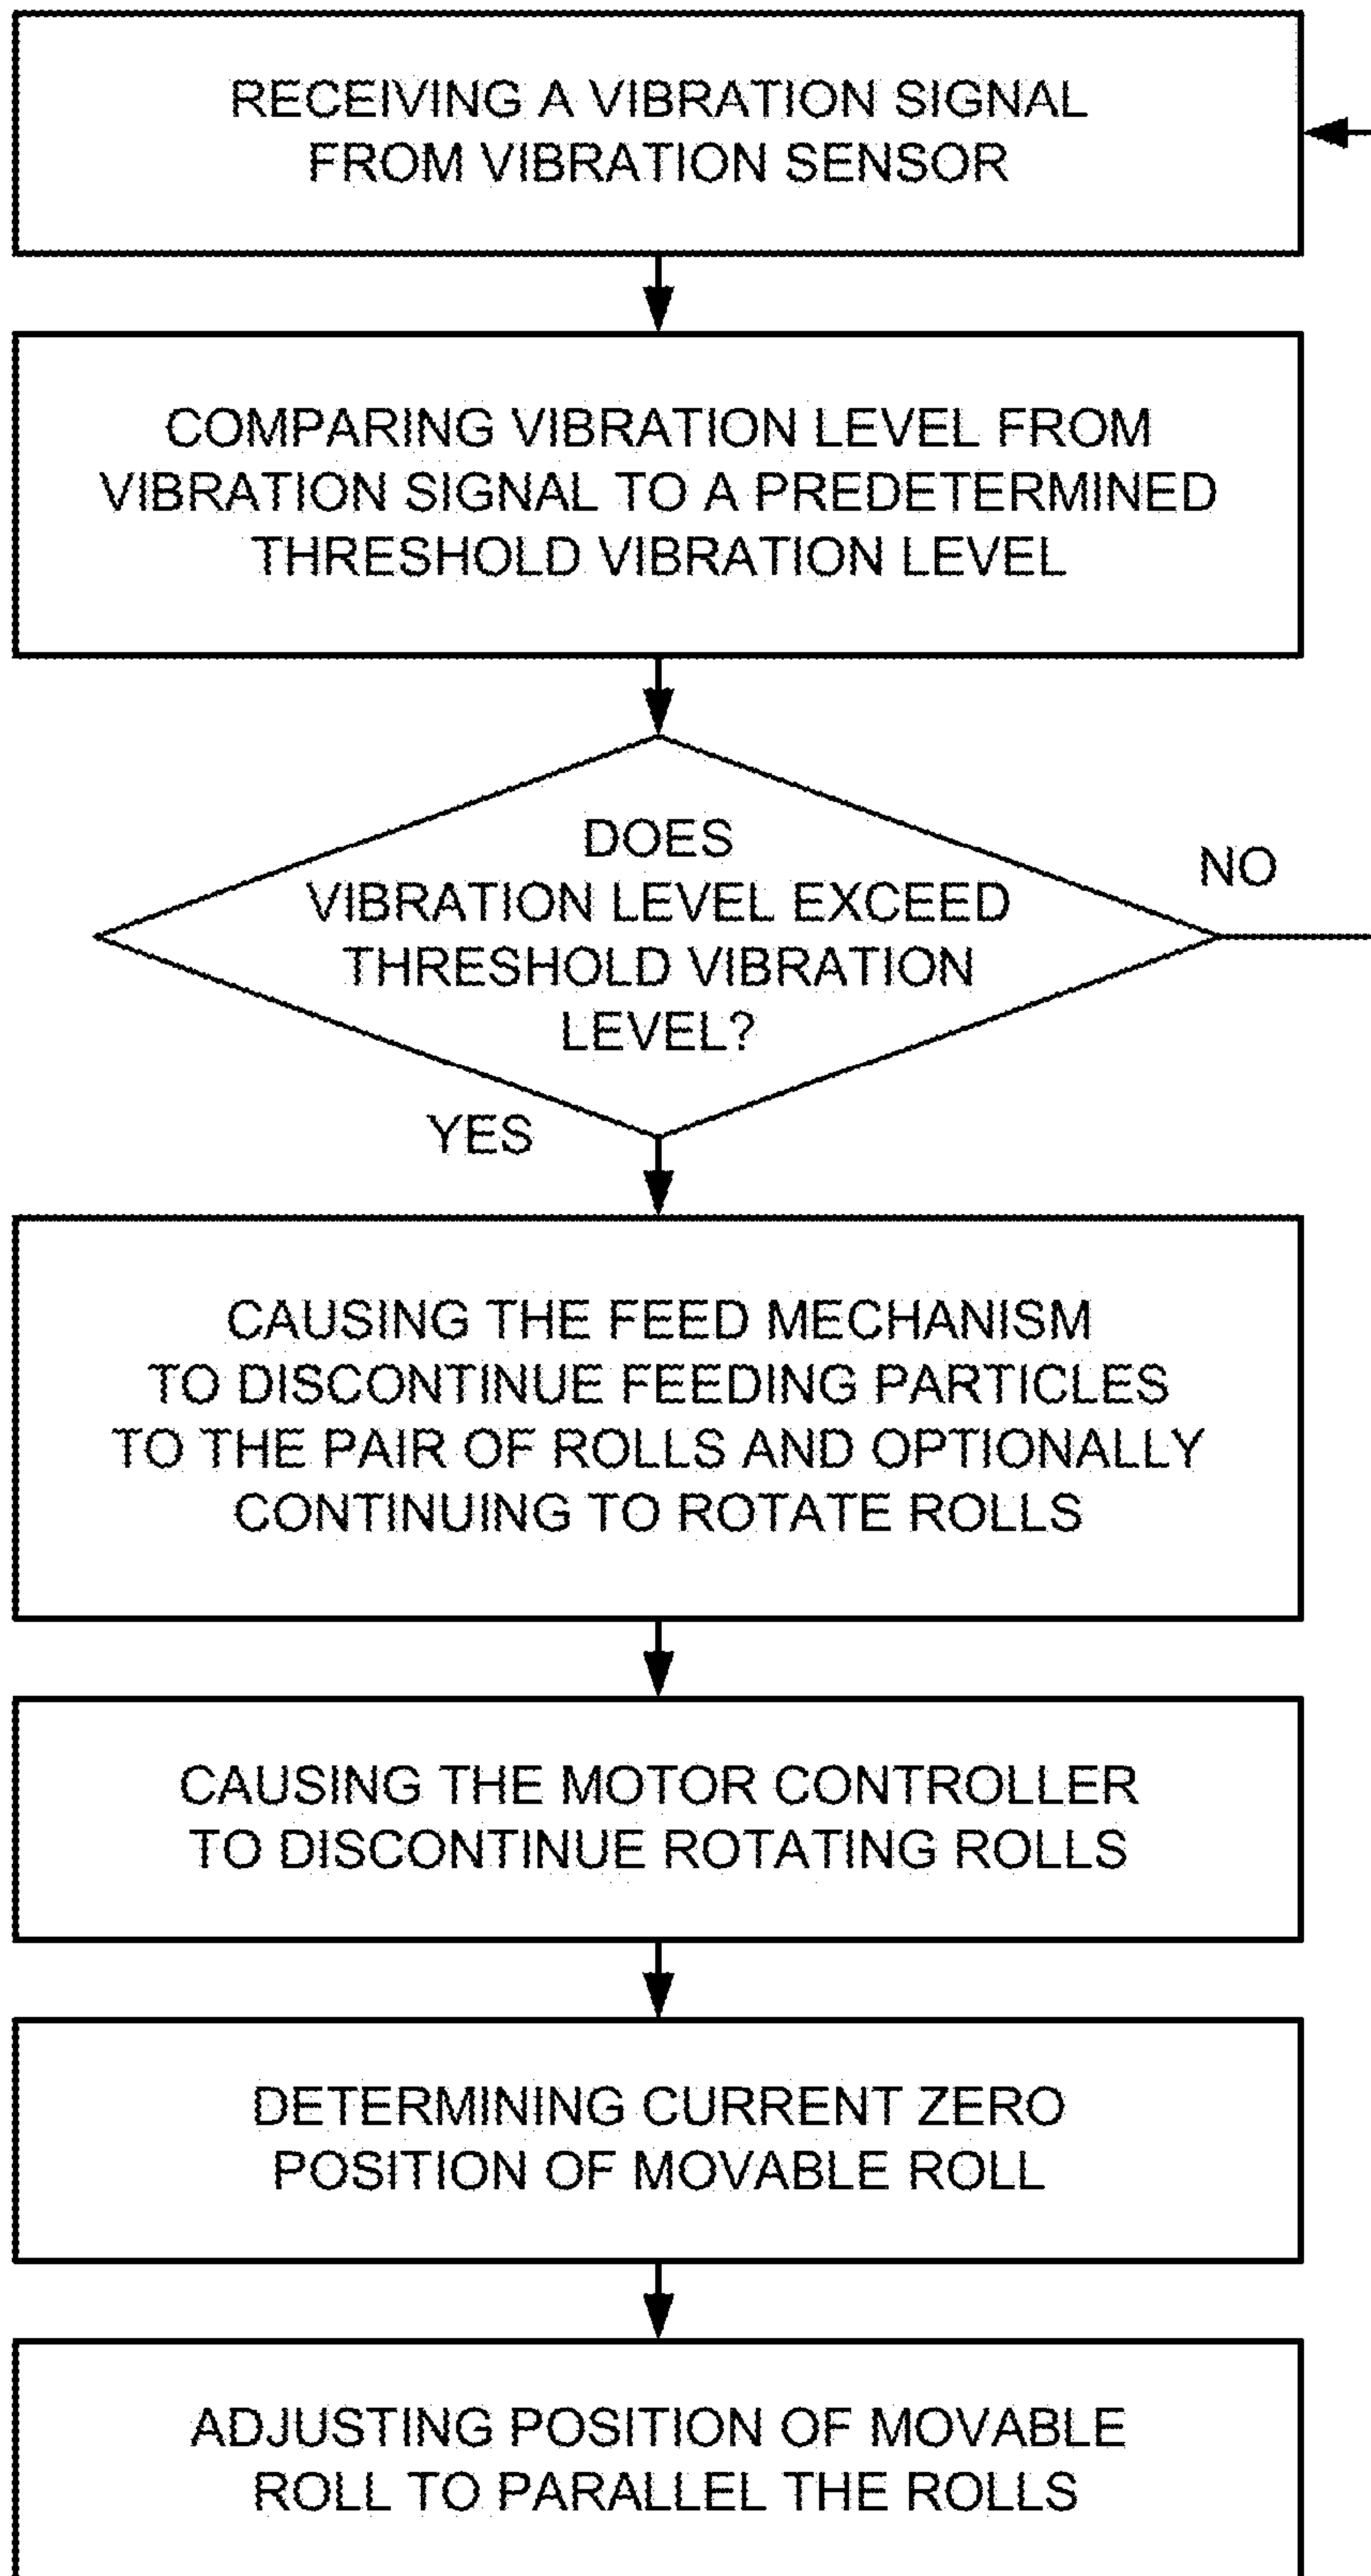 RECEIVING A VIBRATION SIGNAL
FROM VIBRATION SENSOR
COMPARING VIBRATION LEVEL FROM
VIBRATION SIGNAL TO A PREDETERMINED
THRESHOLD VIBRATION LEVEL
DOES
VIBRATION LEVEL EXCEED
THRESHOLD VIBRATION
LEVEL?
NO
YES
CAUSING THE FEED MECHANISM
TO DISCONTINUE FEEDING PARTICLES
TO THE PAIR OF ROLLS AND OPTIONALLY
CONTINUING TO ROTATE ROLLS
CAUSING THE MOTOR CONTROLLER
TO DISCONTINUE ROTATING ROLLS
DETERMINING CURRENT ZERO
POSITION OF MOVABLE ROLL
ADJUSTING POSITION OF MOVABLE
ROLL TO PARALLEL THE ROLLS